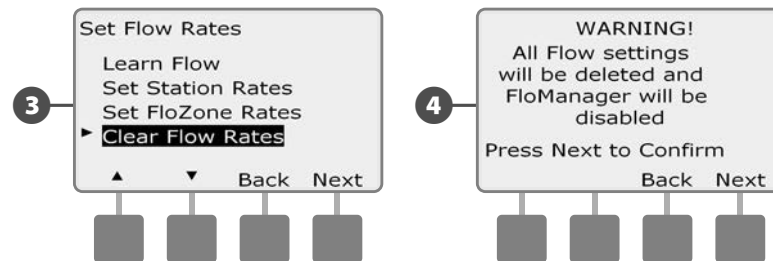 3
Set Flow Rates
Learn Flow
Set Station Rates
Set FloZone Rates
► Clear Flow Rates
▲ ▼ Back Next
4
WARNING!
All Flow settings
will be deleted and
FloManager will be
disabled
Press Next to Confirm
Back Next